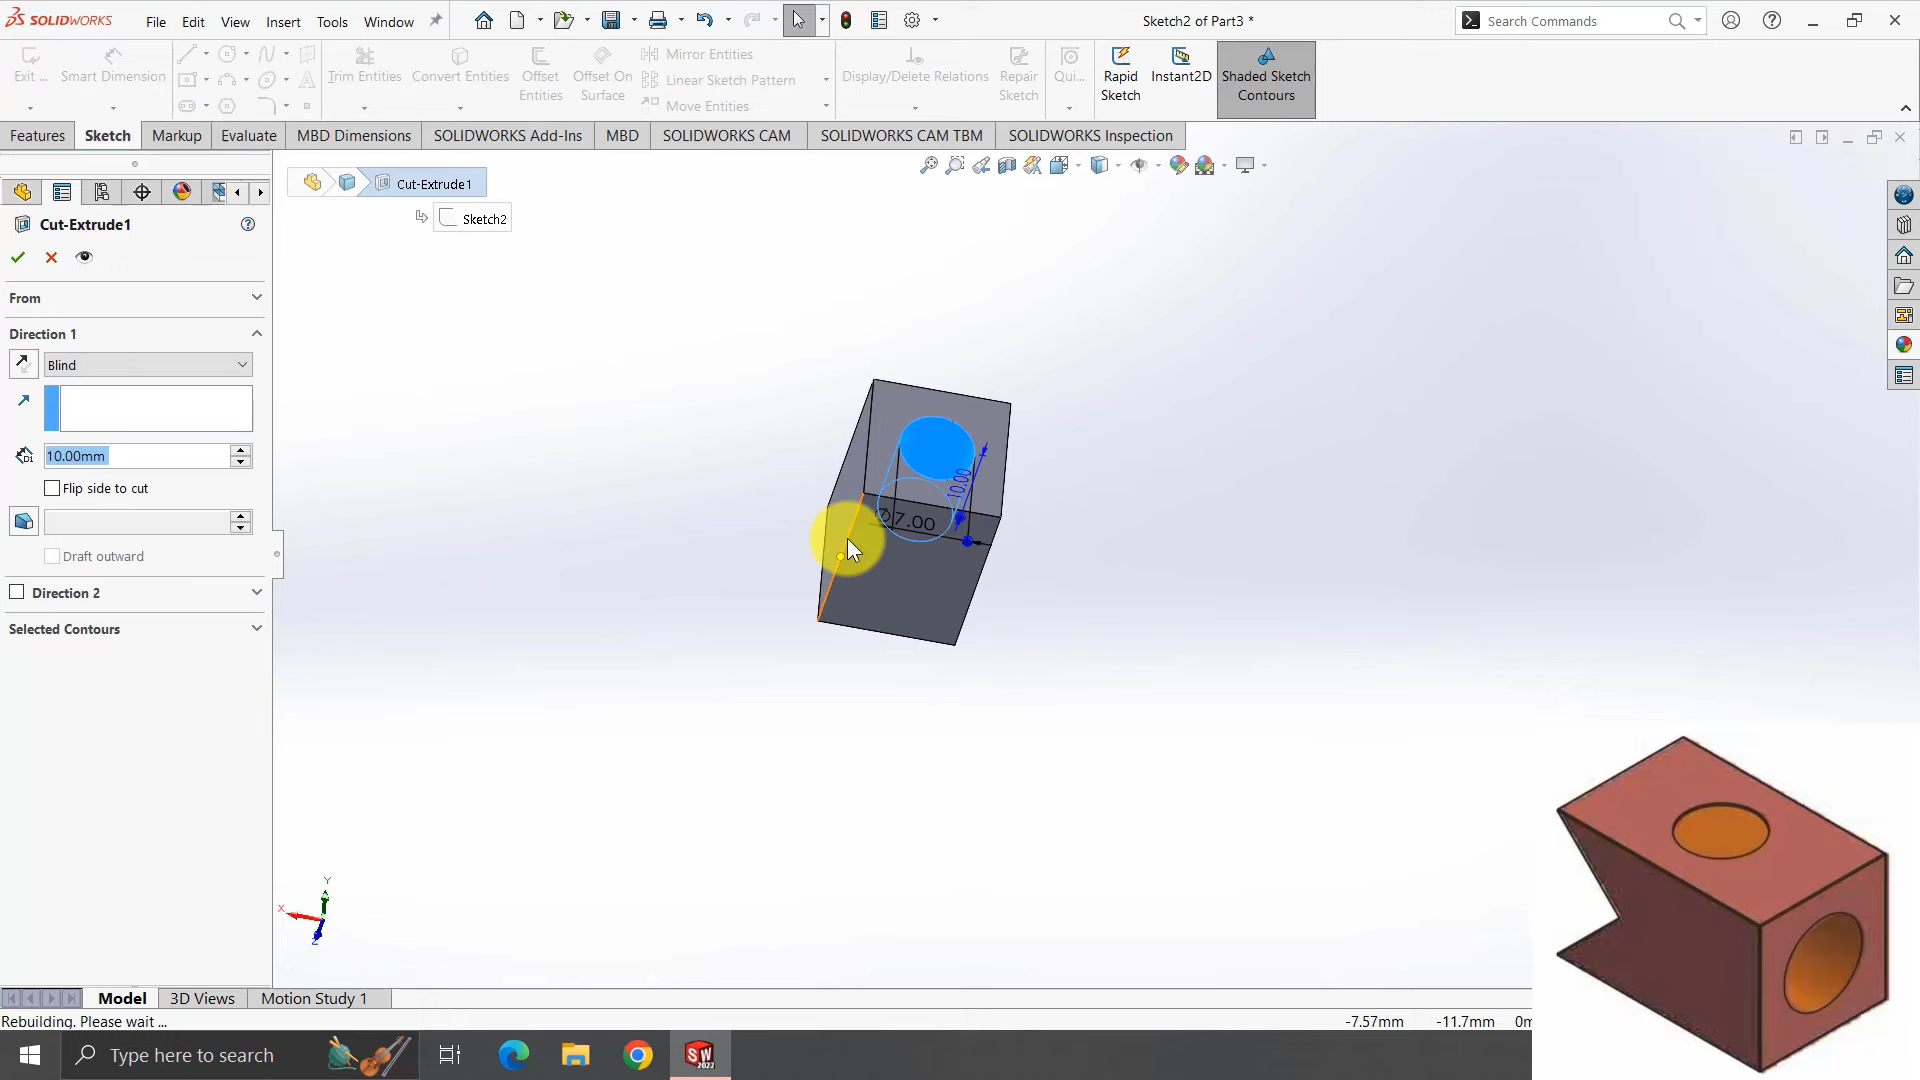 SOLIDWORKS File Edit View Insert Tools Window Sketch2 of Part3 * Search Commands
Exit ... Smart Dimension Trim Entities Convert Entities Offset Entities Offset On Surface Mirror Entities Linear Sketch Pattern Move Entities Display/Delete Relations Repair Sketch Qui... Rapid Sketch Instant2D Shaded Sketch Contours
Features Sketch Markup Evaluate MBD Dimensions SOLIDWORKS Add-Ins MBD SOLIDWORKS CAM SOLIDWORKS CAM TBM SOLIDWORKS Inspection
Cut-Extrude1
Sketch2
Cut-Extrude1
From
Direction 1
Blind
D1 10.00mm
Flip side to cut
Draft outward
Direction 2
Selected Contours
10.00
Ø7.00
Y
X
Z
Model 3D Views Motion Study 1
Rebuilding. Please wait ... -7.57mm -11.7mm
Type here to search SW 2022